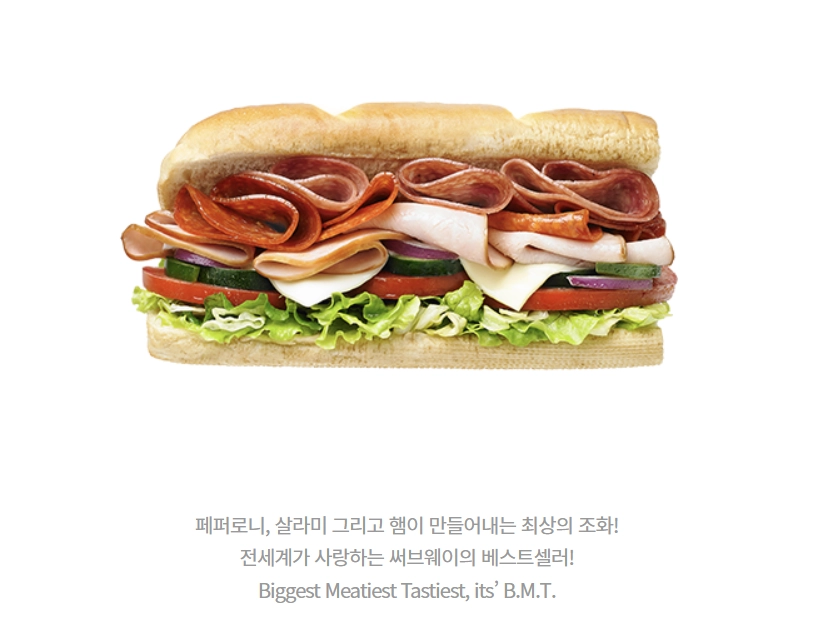 페퍼로니, 살라미 그리고 햄이 만들어내는 최상의 조화!
전세계가 사랑하는 써브웨이의 베스트셀러!
Biggest Meatiest Tastiest, its’ B.M.T.